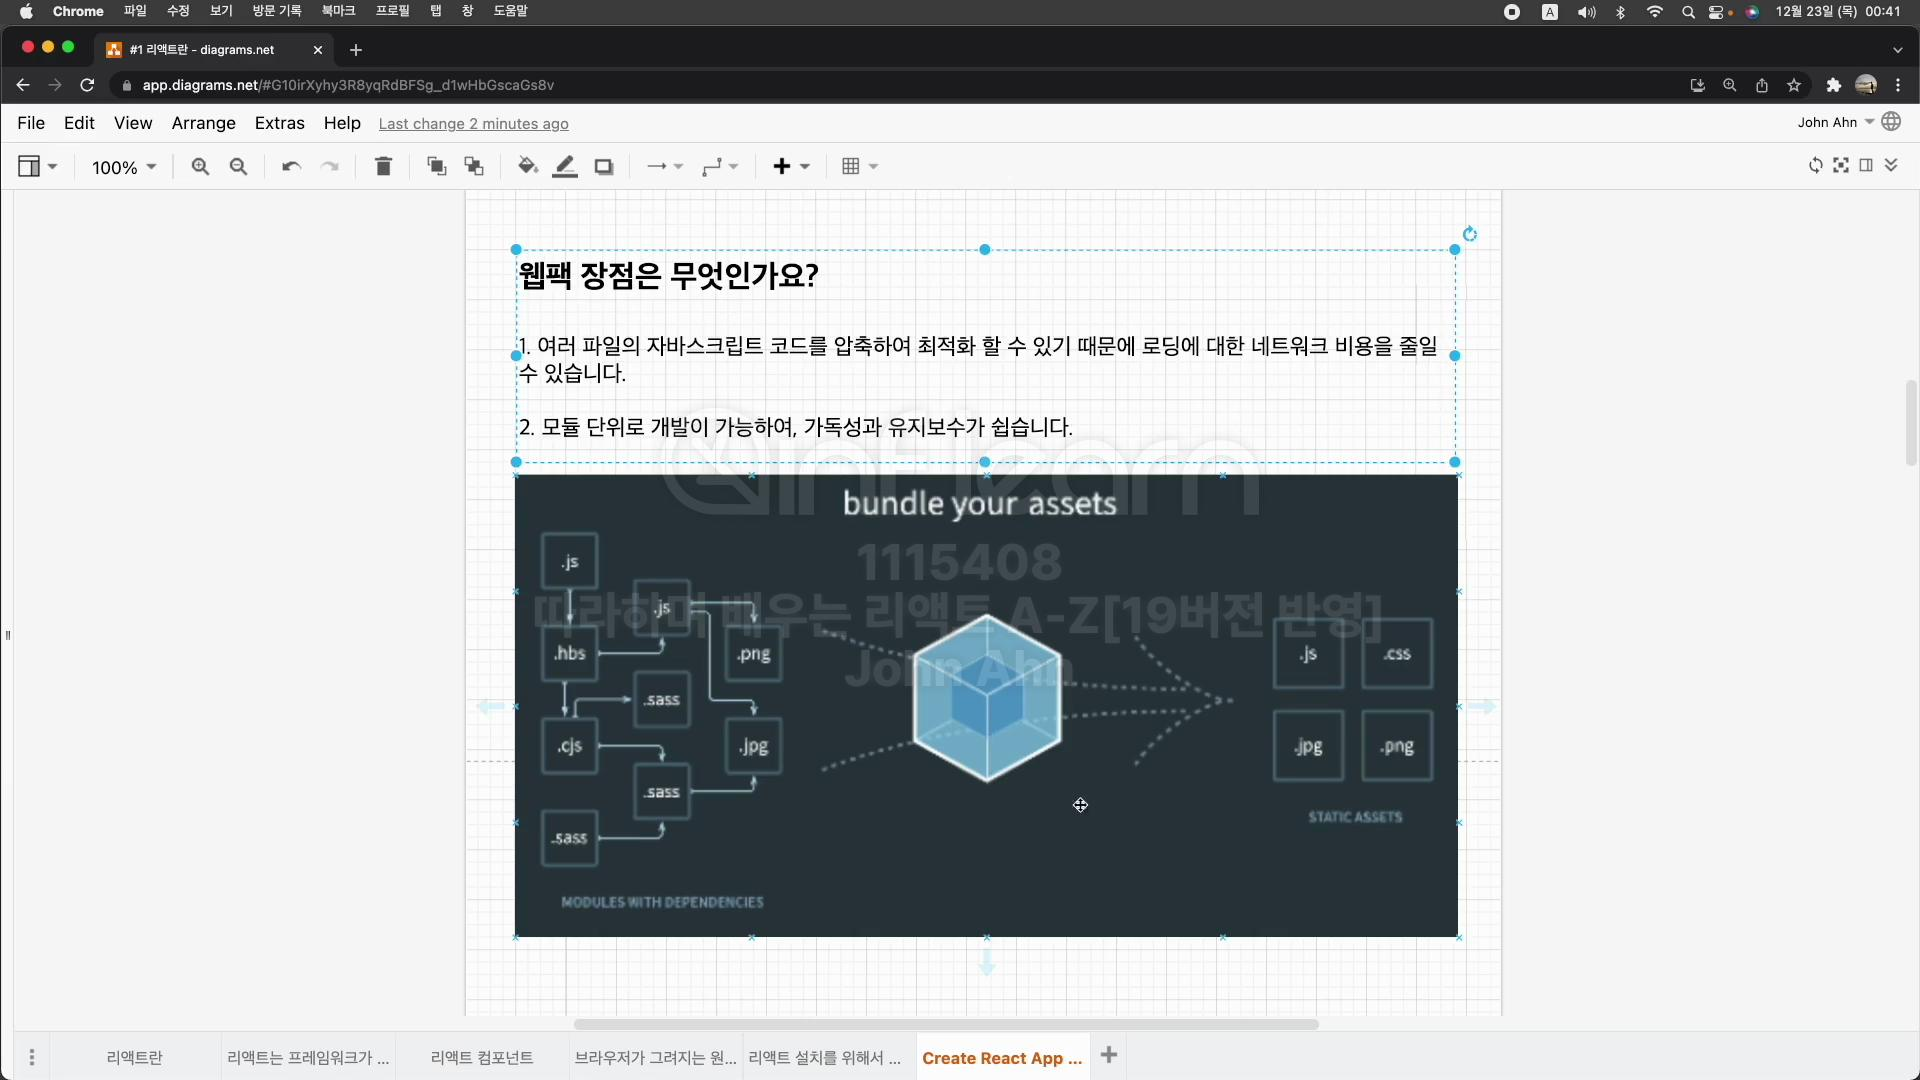 Chrome 파일 수정 보기 방문 기록 북마크 프로필 탭 창 도움말 A 12월 23일 (목) 00:41
#1 리액트란 - diagrams.net
app.diagrams.net/#G10irXyhy3R8yqRdBFSg_d1wHbGscaGs8v
File Edit View Arrange Extras Help Last change 2 minutes ago John Ahn
100%
웹팩 장점은 무엇인가요?
1. 여러 파일의 자바스크립트 코드를 압축하여 최적화 할 수 있기 때문에 로딩에 대한 네트워크 비용을 줄일
수 있습니다.
2. 모듈 단위로 개발이 가능하여, 가독성과 유지보수가 쉽습니다.
inflearn
bundle your assets
1115408
따라하며 배우는 리액트 A-Z[19버전 반영]
John Ahn
.js
.js
.hbs
.png
.sass
.cjs
.jpg
.sass
.sass
MODULES WITH DEPENDENCIES
.js .css
.jpg .png
STATIC ASSETS
리액트란 리액트는 프레임워크가 ... 리액트 컴포넌트 브라우저가 그려지는 원... 리액트 설치를 위해서 ... Create React App ...